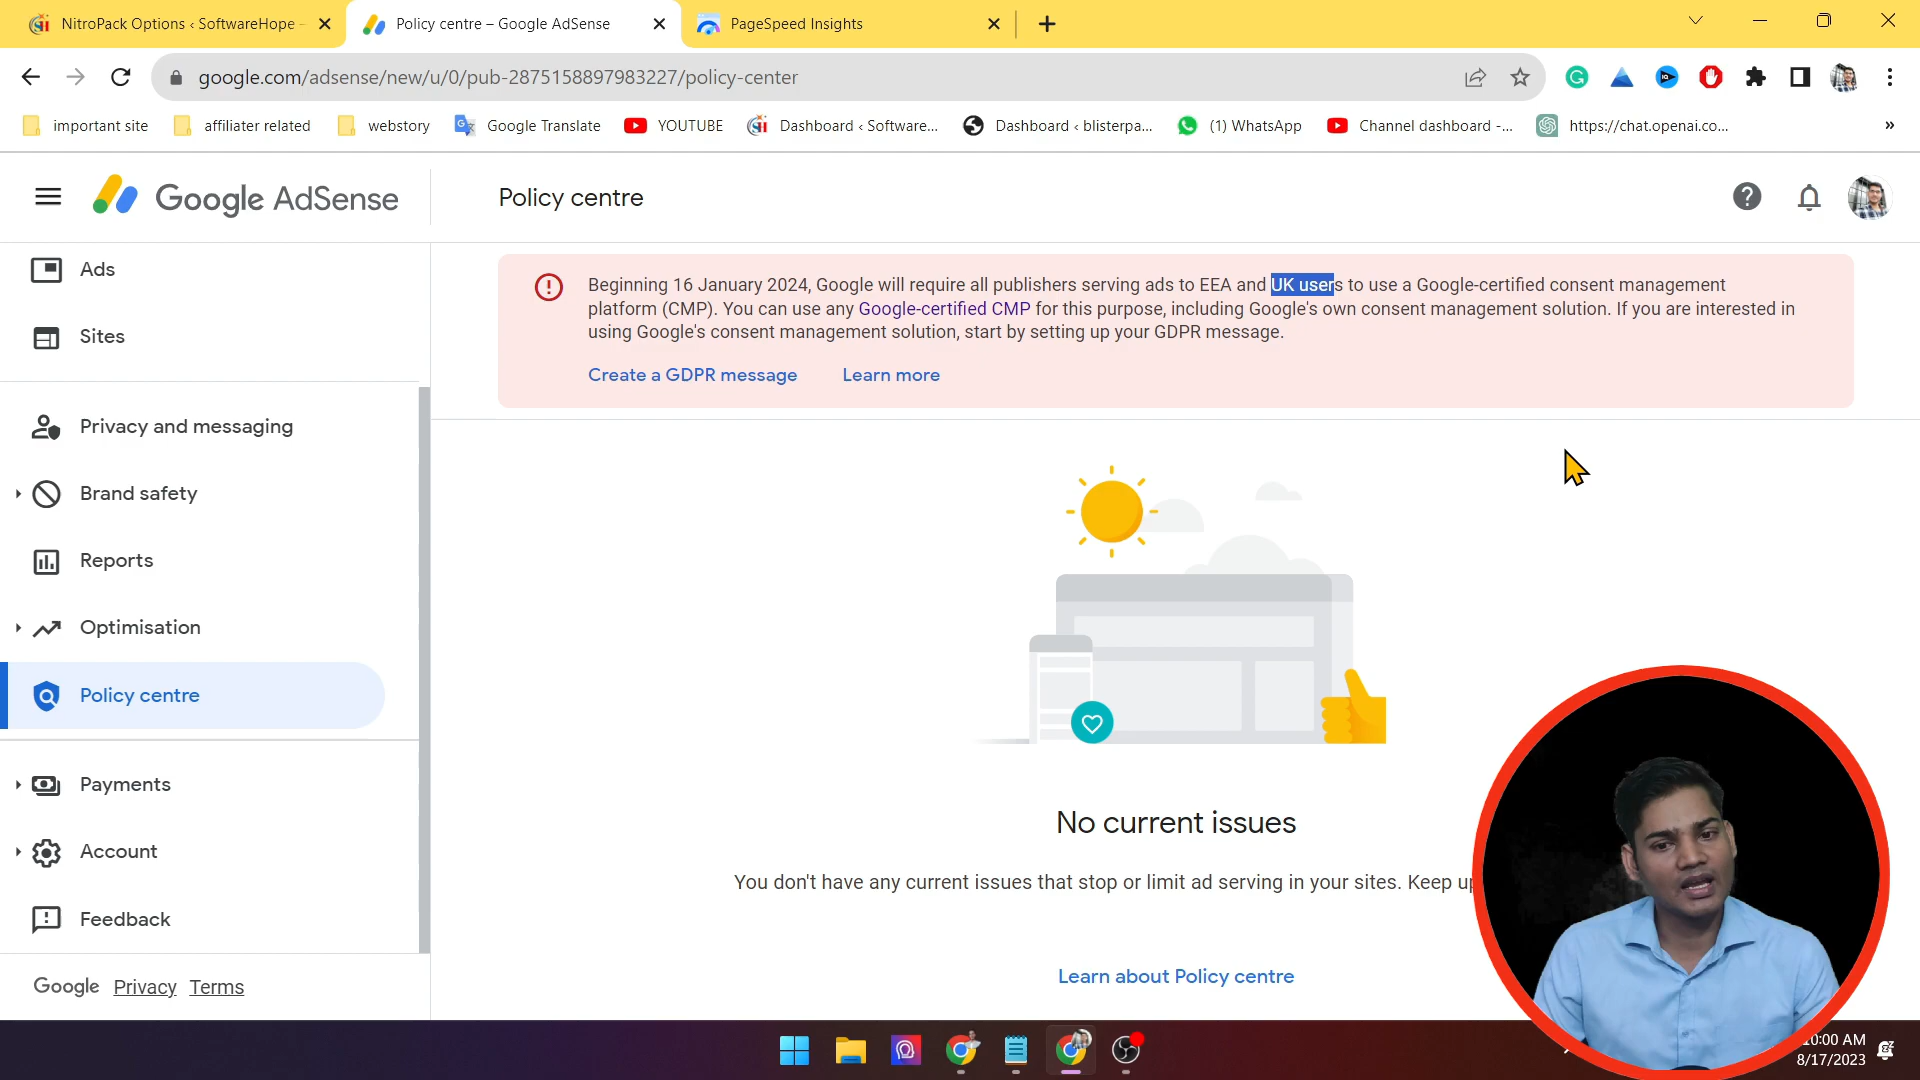 NitroPack Options ‹ SoftwareHope –
Policy centre – Google AdSense
PageSpeed Insights
google.com/adsense/new/u/0/pub-2875158897983227/policy-center
important site
affiliater related
webstory
Google Translate
YOUTUBE
Dashboard ‹ Software...
Dashboard ‹ blisterpa...
(1) WhatsApp
Channel dashboard -...
https://chat.openai.co...
»
Google AdSense
Policy centre
Ads
Sites
Privacy and messaging
Brand safety
Reports
Optimisation
Policy centre
Payments
Account
Feedback
Google Privacy Terms
Beginning 16 January 2024, Google will require all publishers serving ads to EEA and UK users to use a Google-certified consent management
platform (CMP). You can use any Google-certified CMP for this purpose, including Google's own consent management solution. If you are interested in
using Google's consent management solution, start by setting up your GDPR message.
Create a GDPR message Learn more
No current issues
You don't have any current issues that stop or limit ad serving in your sites. Keep up
Learn about Policy centre
0:00 AM
8/17/2023